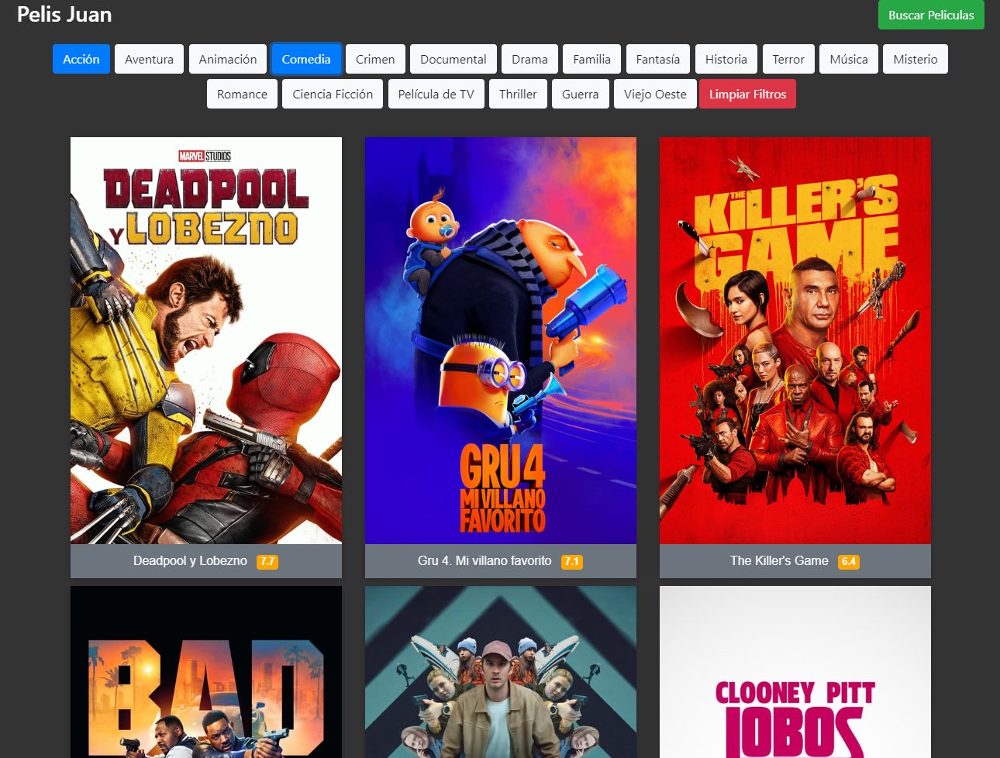 Pelis Juan
Buscar Peliculas
Acción Aventura Animación Comedia Crimen Documental Drama Familia Fantasía Historia Terror Música Misterio
Romance Ciencia Ficción Película de TV Thriller Guerra Viejo Oeste Limpiar Filtros
MARVEL STUDIOS
DEADPOOL
Y LOBEZNO
GRU 4
MI VILLANO
FAVORITO
THE KILLER'S
GAME
Deadpool y Lobezno 7.7
Gru 4. Mi villano favorito 7.1
The Killer's Game 6.4
BAD
CLOONEY PITT
LOBOS